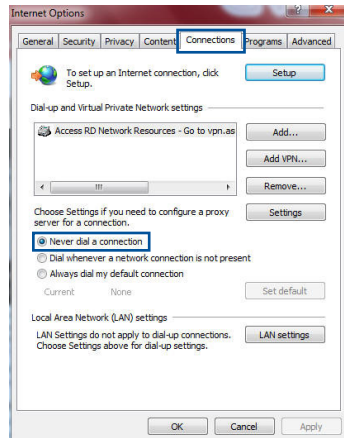 Internet Options
General Security Privacy Content Connections Programs Advanced
To set up an Internet connection, click
Setup.
Setup
Dial-up and Virtual Private Network settings
Access RD Network Resources - Go to vpn.as
Add...
Add VPN...
Remove...
Choose Settings if you need to configure a proxy
server for a connection.
Settings
Never dial a connection
Dial whenever a network connection is not present
Always dial my default connection
Current None
Set default
Local Area Network (LAN) settings
LAN Settings do not apply to dial-up connections.
Choose Settings above for dial-up settings.
LAN settings
OK Cancel Apply